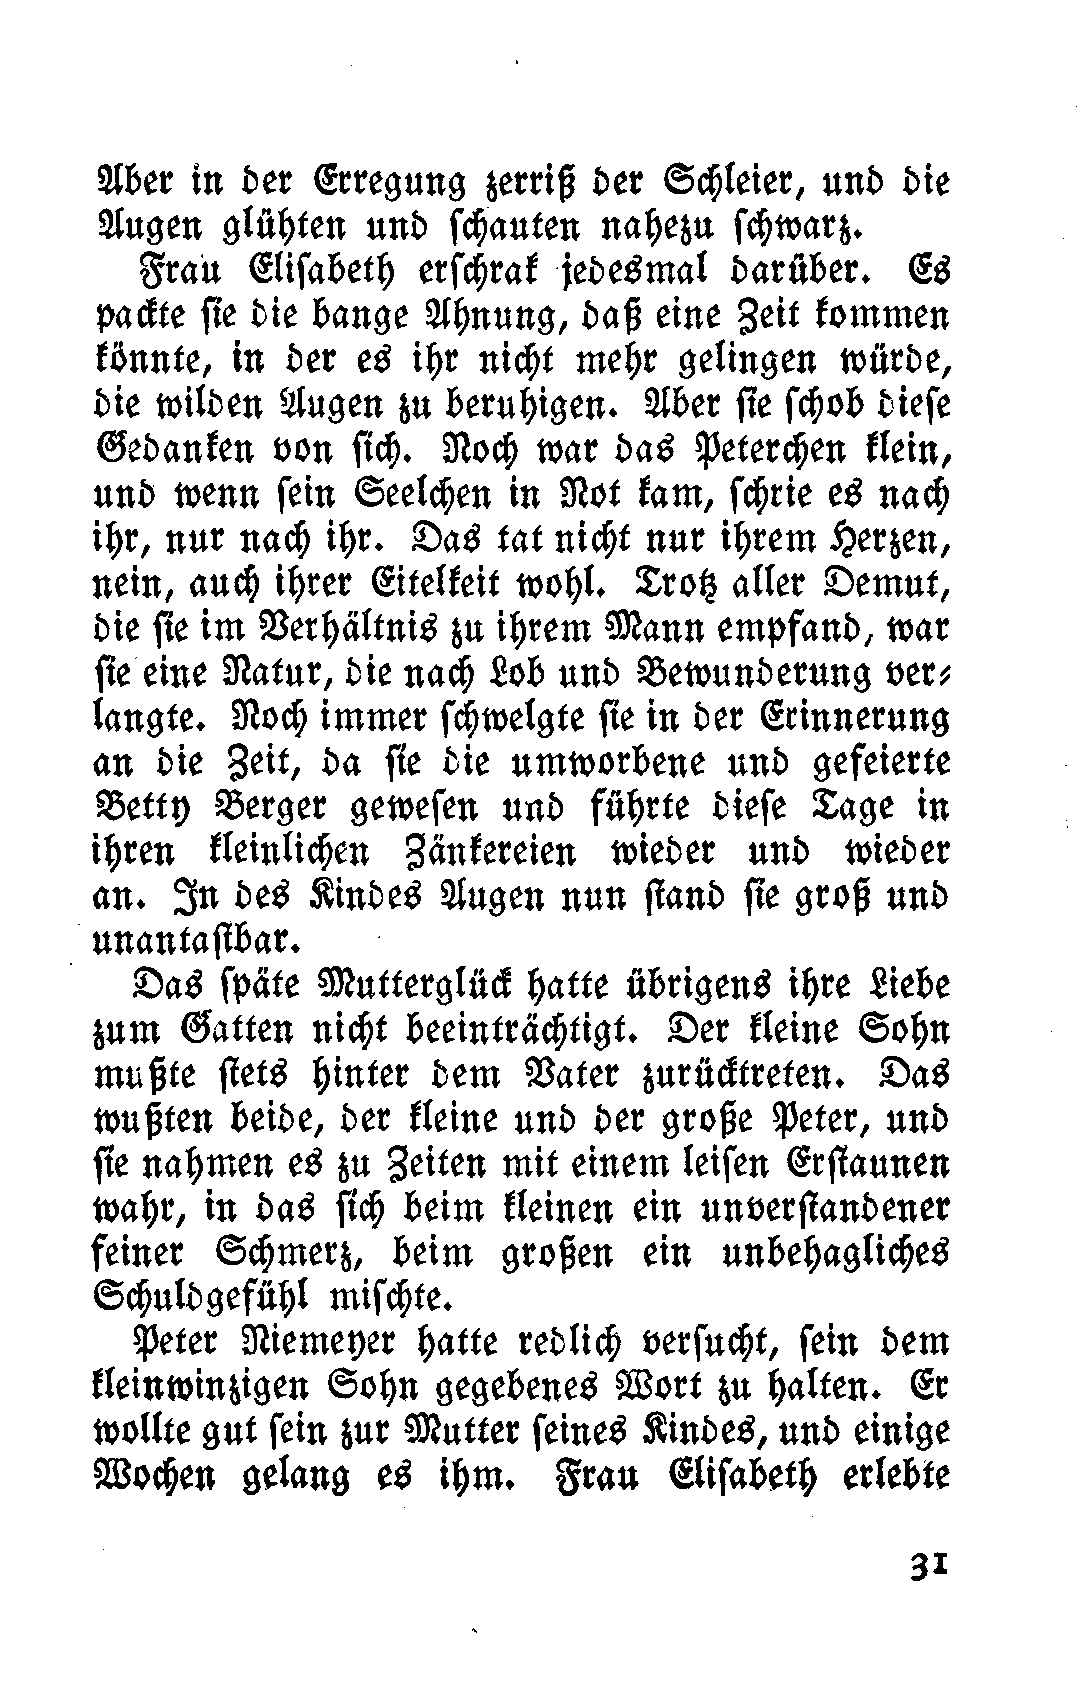 Aber in der Erregung zerriß der Schleier, und die
Augen glühten und schauten nahezu schwarz.
Frau Elisabeth erschrak jedesmal darüber. Es
packte sie die bange Ahnung, daß eine Zeit kommen
könnte, in der es ihr nicht mehr gelingen würde,
die wilden Augen zu beruhigen. Aber sie schob diese
Gedanken von sich. Noch war das Peterchen klein,
und wenn sein Seelchen in Not kam, schrie es nach
ihr, nur nach ihr. Das tat nicht nur ihrem Herzen,
nein, auch ihrer Eitelkeit wohl. Trotz aller Demut,
die sie im Verhältnis zu ihrem Mann empfand, war
sie eine Natur, die nach Lob und Bewunderung ver-
langte. Noch immer schwelgte sie in der Erinnerung
an die Zeit, da sie die umworbene und gefeierte
Betty Berger gewesen und führte diese Tage in
ihren kleinlichen Zänkereien wieder und wieder
an. In des Kindes Augen nun stand sie groß und
unantastbar.
Das späte Mutterglück hatte übrigens ihre Liebe
zum Gatten nicht beeinträchtigt. Der kleine Sohn
mußte stets hinter dem Vater zurücktreten. Das
wußten beide, der kleine und der große Peter, und
sie nahmen es zu Zeiten mit einem leisen Erstaunen
wahr, in das sich beim kleinen ein unverstandener
feiner Schmerz, beim großen ein unbehagliches
Schuldgefühl mischte.
Peter Niemeyer hatte redlich versucht, sein dem
kleinwinzigen Sohn gegebenes Wort zu halten. Er
wollte gut sein zur Mutter seines Kindes, und einige
Wochen gelang es ihm. Frau Elisabeth erlebte
31